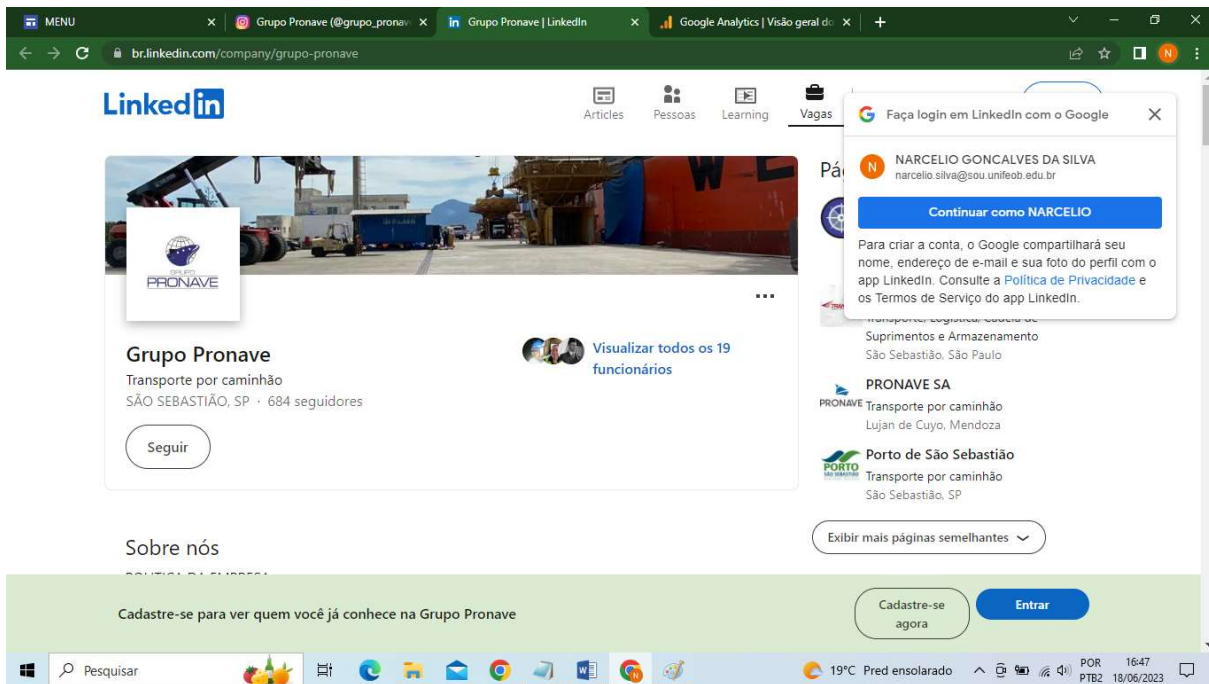 MENU
Grupo Pronave (@grupo_pronav
Grupo Pronave | LinkedIn
Google Analytics | Visão geral do
br.linkedin.com/company/grupo-pronave
Linkedin
Articles
Pessoas
Learning
Vagas
Faça login em LinkedIn com o Google
NARCELIO GONCALVES DA SILVA
narcelio.silva@sou.unifeob.edu.br
Continuar como NARCELIO
Para criar a conta, o Google compartilhará seu
nome, endereço de e-mail e sua foto do perfil com o
app LinkedIn. Consulte a Política de Privacidade e
os Termos de Serviço do app LinkedIn.
GRUPO
PRONAVE
Grupo Pronave
Transporte por caminhão
SÃO SEBASTIÃO, SP · 684 seguidores
Visualizar todos os 19
funcionários
Seguir
Pá
Transporte, Logística, Cadeia de
Suprimentos e Armazenamento
São Sebastião, São Paulo
PRONAVE
PRONAVE SA
Transporte por caminhão
Lujan de Cuyo, Mendoza
PORTO
SÃO SEBASTIÃO
Porto de São Sebastião
Transporte por caminhão
São Sebastião, SP
Exibir mais páginas semelhantes
Sobre nós
POLITICA DA EMPRESA
Cadastre-se para ver quem você já conhece na Grupo Pronave
Cadastre-se
agora
Entrar
Pesquisar
19°C Pred ensolarado
POR
PTB2
16:47
18/06/2023